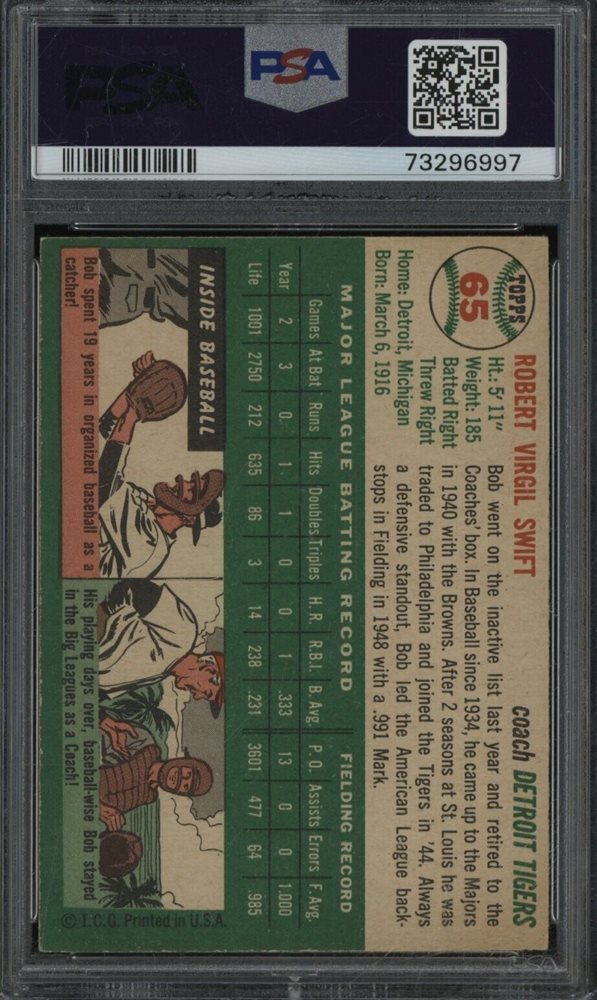 PSA
PSA
73296997
TOPPS
65
ROBERT VIRGIL SWIFT
coach DETROIT TIGERS
Ht.: 5' 11"
Weight: 185
Batted Right
Threw Right
Home: Detroit, Michigan
Born: March 6, 1916
Bob went on the inactive list last year and retired to the
Coaches' box. In Baseball since 1934, he came up to the Majors
in 1940 with the Browns. After 2 seasons at St. Louis he was
traded to Philadelphia and joined the Tigers in '44. Always
a defensive standout, Bob led the American League back-
stops in Fielding in 1948 with a .991 Mark.
MAJOR LEAGUE BATTING RECORD FIELDING RECORD
Games At Bat Runs Hits Doubles Triples H. R. R.B.I. B. Avg. P. O. Assists Errors F. Avg.
Year 2 3 0 1 1 0 0 1 .333 13 0 0 1.000
Life 1001 2750 212 635 86 3 14 238 .231 3601 477 64 .985
INSIDE BASEBALL
Bob spent 19 years in organized baseball as a
catcher!
His playing days over, baseball-wise Bob stayed
in the Big Leagues as a Coach!
© T.C.G. Printed in U.S.A.